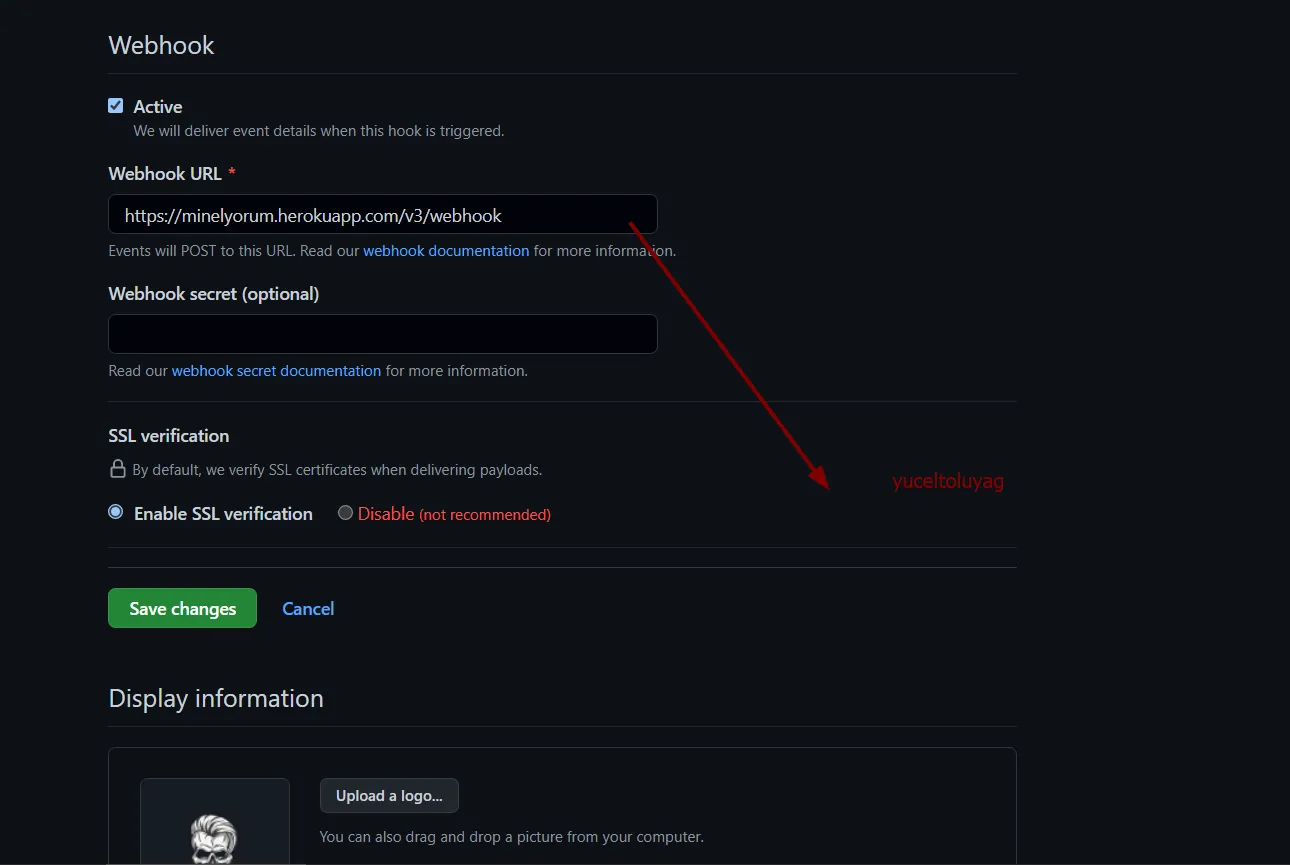 Webhook
Active
We will deliver event details when this hook is triggered.
Webhook URL *
https://minelyorum.herokuapp.com/v3/webhook
Events will POST to this URL. Read our webhook documentation for more information.
Webhook secret (optional)
Read our webhook secret documentation for more information.
SSL verification
By default, we verify SSL certificates when delivering payloads.
yuceltoluyag
Enable SSL verification Disable (not recommended)
Save changes Cancel
Display information
Upload a logo...
You can also drag and drop a picture from your computer.